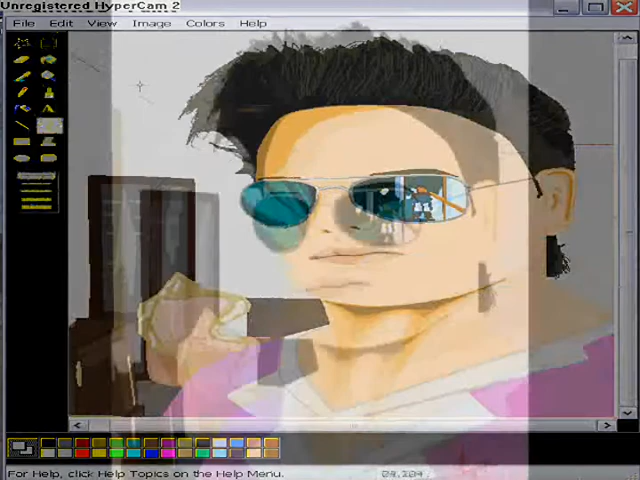 Unregistered HyperCam 2
File Edit View Image Colors Help
For Help, click Help Topics on the Help Menu.